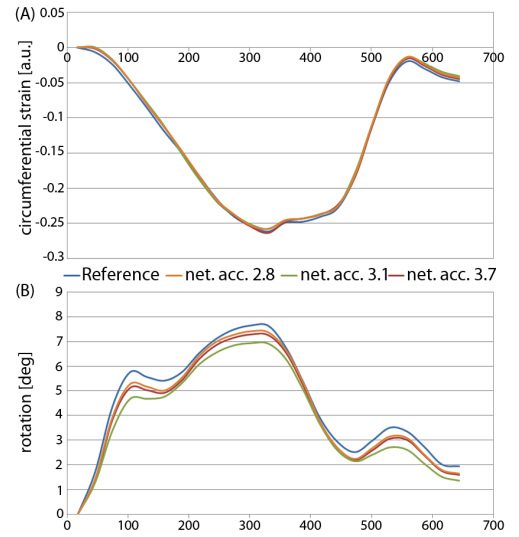 (A)
circumferential strain [a.u.]
0.05
0
-0.05
-0.1
-0.15
-0.2
-0.25
-0.3
0 100 200 300 400 500 600 700
Reference net. acc. 2.8 net. acc. 3.1 net. acc. 3.7
(B)
rotation [deg]
9
8
7
6
5
4
3
2
1
0
0 100 200 300 400 500 600 700